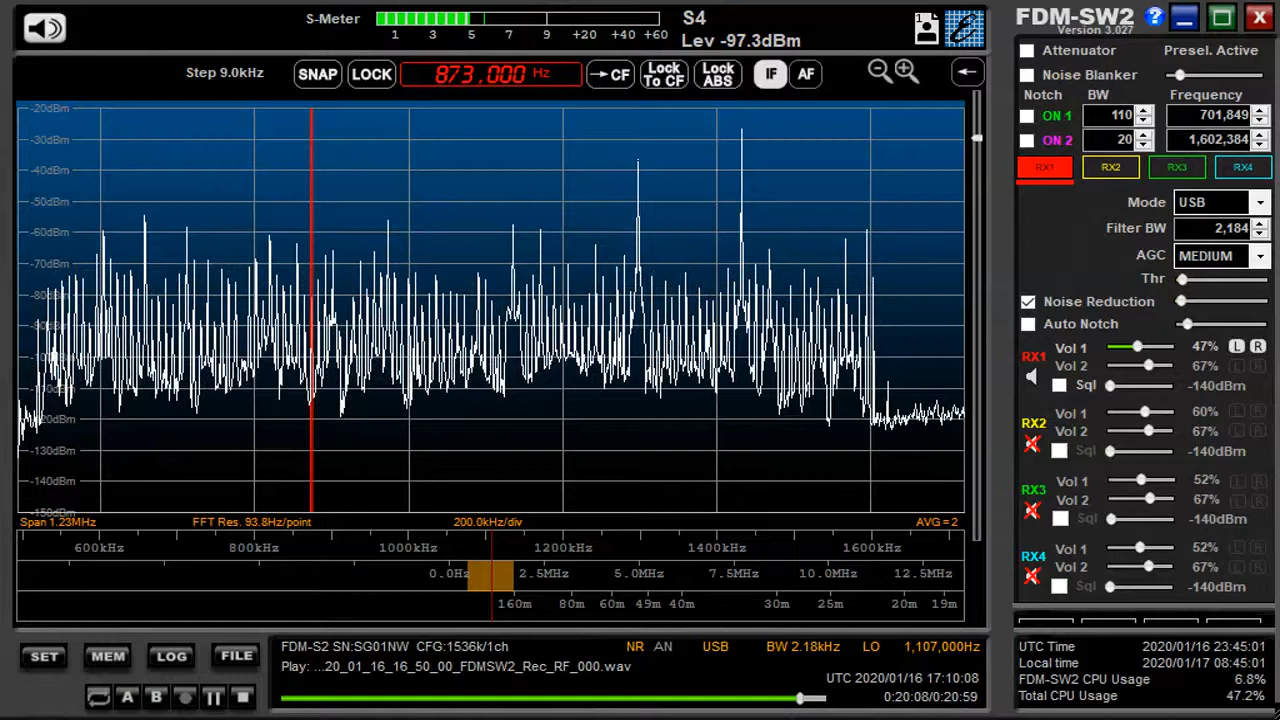 S-Meter
1 3 5 7 9 +20 +40 +60
S4
Lev -97.3dBm
1
FDM-SW2
?
Version 3.027
Step 9.0kHz
SNAP
LOCK
873.000 Hz
→CF
Lock To CF
Lock ABS
IF
AF
←
-20dBm
-30dBm
-40dBm
-50dBm
-60dBm
-70dBm
-80dBm
-90dBm
-100dBm
-110dBm
-120dBm
-130dBm
-140dBm
-150dBm
Span 1.23MHz FFT Res. 93.8Hz/point 200.0kHz/div AVG = 2
600kHz 800kHz 1000kHz 1200kHz 1400kHz 1600kHz
0.0Hz 2.5MHz 5.0MHz 7.5MHz 10.0MHz 12.5MHz
160m 80m 60m 49m 40m 30m 25m 20m 19m
SET
MEM
LOG
FILE
A
B
FDM-S2 SN:SG01NW CFG:1536k/1ch NR AN USB BW 2.18kHz LO 1,107,000Hz
Play: ...20_01_16_16_50_00_FDMSW2_Rec_RF_000.wav
UTC 2020/01/16 17:10:08
0:20:08/0:20:59
Attenuator Presel. Active
Noise Blanker
Notch BW Frequency
ON 1 110 701,849
ON 2 20 1,602,384
RX1 RX2 RX3 RX4
Mode USB
Filter BW 2,184
AGC MEDIUM
Thr
Noise Reduction
Auto Notch
RX1
Vol 1 47% L R
Vol 2 67% L R
Sql -140dBm
RX2
Vol 1 60% L R
Vol 2 67% L R
Sql -140dBm
RX3
Vol 1 52% L R
Vol 2 67% L R
Sql -140dBm
RX4
Vol 1 52% L R
Vol 2 67% L R
Sql -140dBm
UTC time 2020/01/16 23:45:01
Local time 2020/01/17 08:45:01
FDM-SW2 CPU Usage 6.8%
Total CPU Usage 47.2%